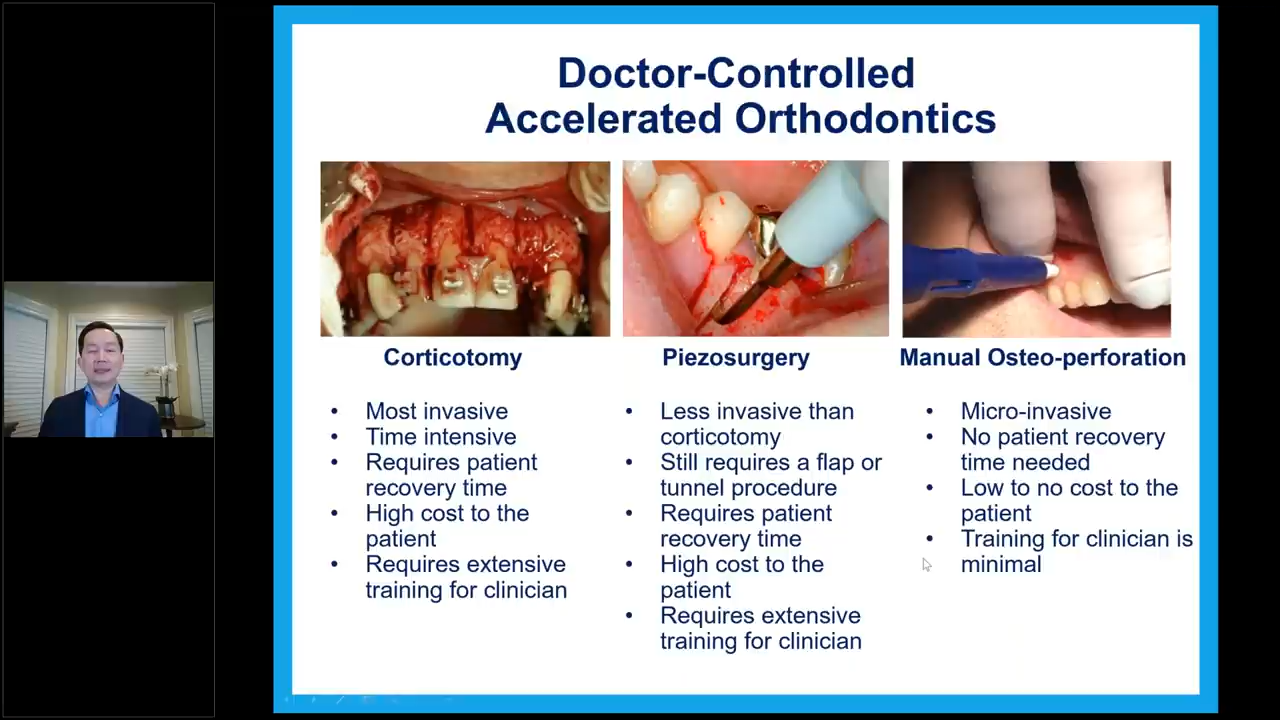 Doctor-Controlled
Accelerated Orthodontics
Corticotomy
• Most invasive
• Time intensive
• Requires patient
recovery time
• High cost to the
patient
• Requires extensive
training for clinician
Piezosurgery
• Less invasive than
corticotomy
• Still requires a flap or
tunnel procedure
• Requires patient
recovery time
• High cost to the
patient
• Requires extensive
training for clinician
Manual Osteo-perforation
• Micro-invasive
• No patient recovery
time needed
• Low to no cost to the
patient
• Training for clinician is
minimal